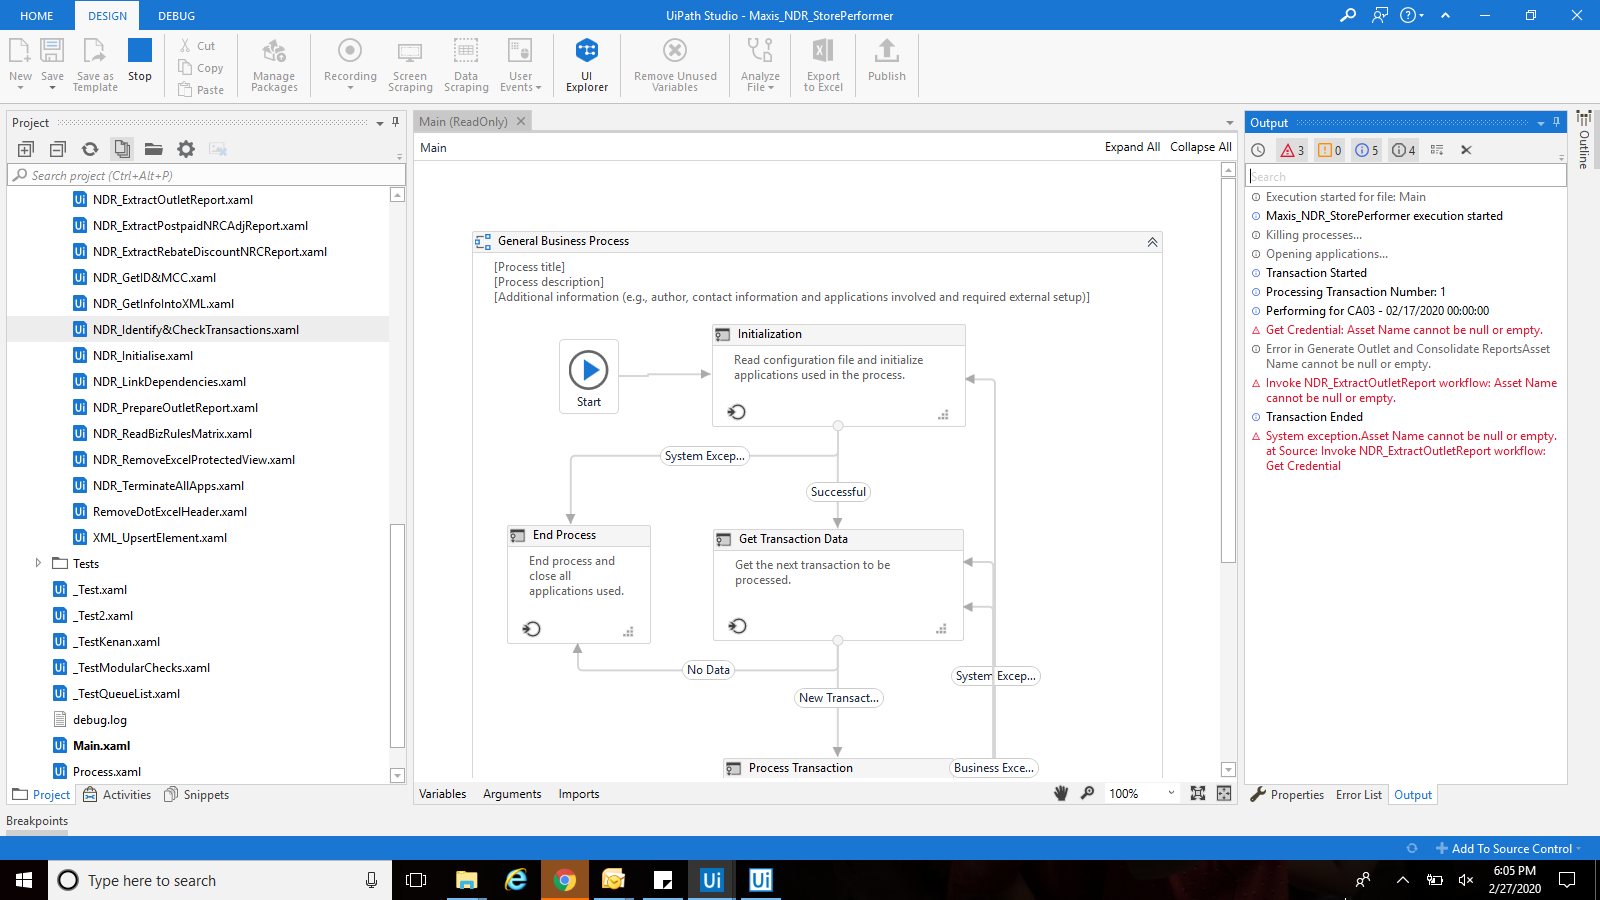 HOME
DESIGN
DEBUG
UiPath Studio - Maxis_NDR_StorePerformer
New
Save
Save as
Template
Stop
Cut
Copy
Paste
Manage
Packages
Recording
Screen
Scraping
Data
Scraping
User
Events
UI
Explorer
Remove Unused
Variables
Analyze
File
Export
to Excel
Publish
Project
Search project (Ctrl+Alt+P)
NDR_ExtractOutletReport.xaml
NDR_ExtractPostpaidNRCAdjReport.xaml
NDR_ExtractRebateDiscountNRCReport.xaml
NDR_GetID&MCC.xaml
NDR_GetInfoIntoXML.xaml
NDR_Identify&CheckTransactions.xaml
NDR_Initialise.xaml
NDR_LinkDependencies.xaml
NDR_PrepareOutletReport.xaml
NDR_ReadBizRulesMatrix.xaml
NDR_RemoveExcelProtectedView.xaml
NDR_TerminateAllApps.xaml
RemoveDotExcelHeader.xaml
XML_UpsertElement.xaml
Tests
_Test.xaml
_Test2.xaml
_TestKenan.xaml
_TestModularChecks.xaml
_TestQueueList.xaml
debug.log
Main.xaml
Process.xaml
Project
Activities
Snippets
Breakpoints
Main (ReadOnly)
Main
Expand All
Collapse All
General Business Process
[Process title]
[Process description]
[Additional information (e.g., author, contact information and applications involved and required external setup)]
Start
Initialization
Read configuration file and initialize
applications used in the process.
System Excep...
Successful
End Process
End process and
close all
applications used.
Get Transaction Data
Get the next transaction to be
processed.
No Data
New Transact...
System Excep...
Process Transaction
Business Exce...
Variables
Arguments
Imports
100%
Output
3
0
5
4
Search
Execution started for file: Main
Maxis_NDR_StorePerformer execution started
Killing processes...
Opening applications...
Transaction Started
Processing Transaction Number: 1
Performing for CA03 - 02/17/2020 00:00:00
Get Credential: Asset Name cannot be null or empty.
Error in Generate Outlet and Consolidate ReportsAsset
Name cannot be null or empty.
Invoke NDR_ExtractOutletReport workflow: Asset Name
cannot be null or empty.
Transaction Ended
System exception.Asset Name cannot be null or empty.
at Source: Invoke NDR_ExtractOutletReport workflow:
Get Credential
Properties
Error List
Output
Outline
Add To Source Control
Type here to search
Ui
Ui
6:05 PM
2/27/2020